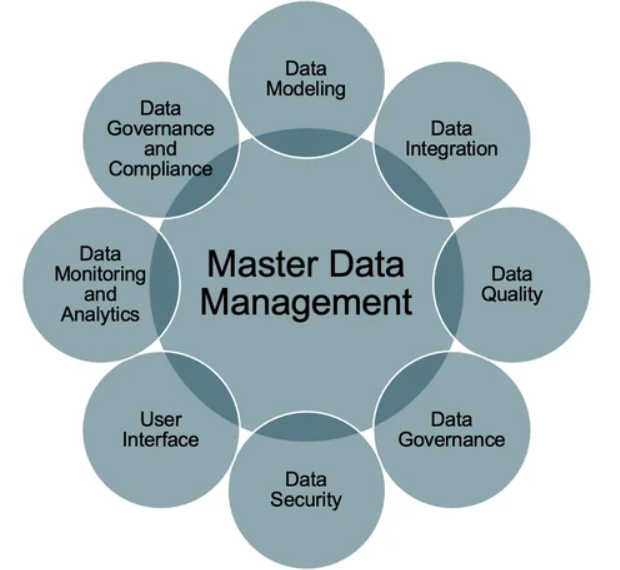 Data
Modeling
Data
Integration
Data
Quality
Data
Governance
Data
Security
User
Interface
Data
Monitoring
and
Analytics
Data
Governance
and
Compliance
Master Data
Management